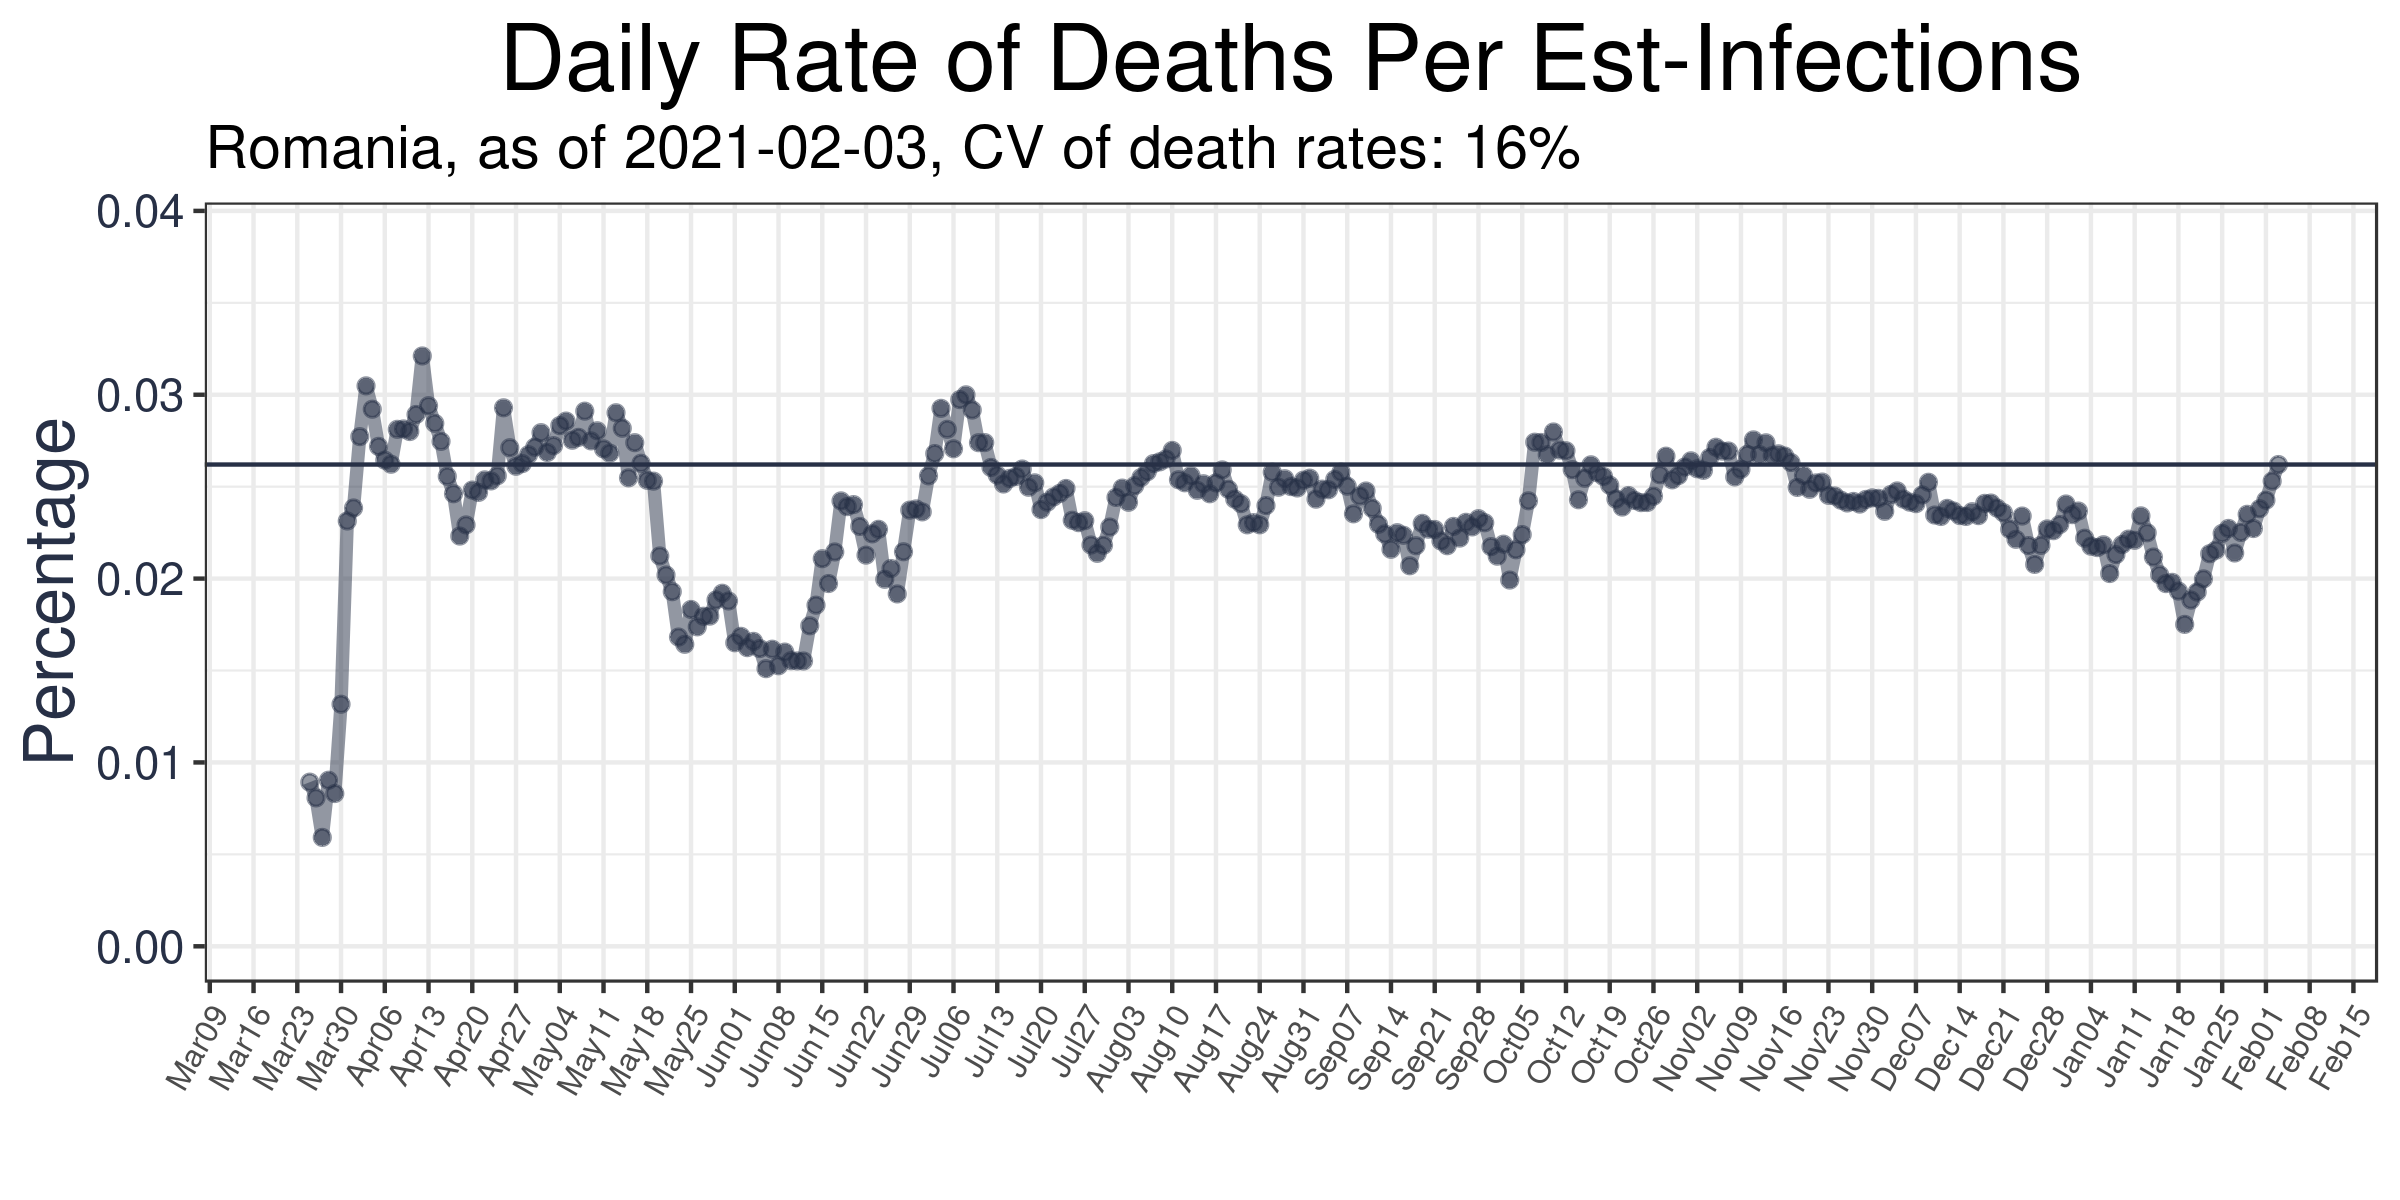 Daily Rate of Deaths Per Est-Infections
Romania, as of 2021-02-03, CV of death rates: 16%
Percentage
0.04
0.03
0.02
0.01
0.00
Mar09
Mar16
Mar23
Mar30
Apr06
Apr13
Apr20
Apr27
May04
May11
May18
May25
Jun01
Jun08
Jun15
Jun22
Jun29
Jul06
Jul13
Jul20
Jul27
Aug03
Aug10
Aug17
Aug24
Aug31
Sep07
Sep14
Sep21
Sep28
Oct05
Oct12
Oct19
Oct26
Nov02
Nov09
Nov16
Nov23
Nov30
Dec07
Dec14
Dec21
Dec28
Jan04
Jan11
Jan18
Jan25
Feb01
Feb08
Feb15